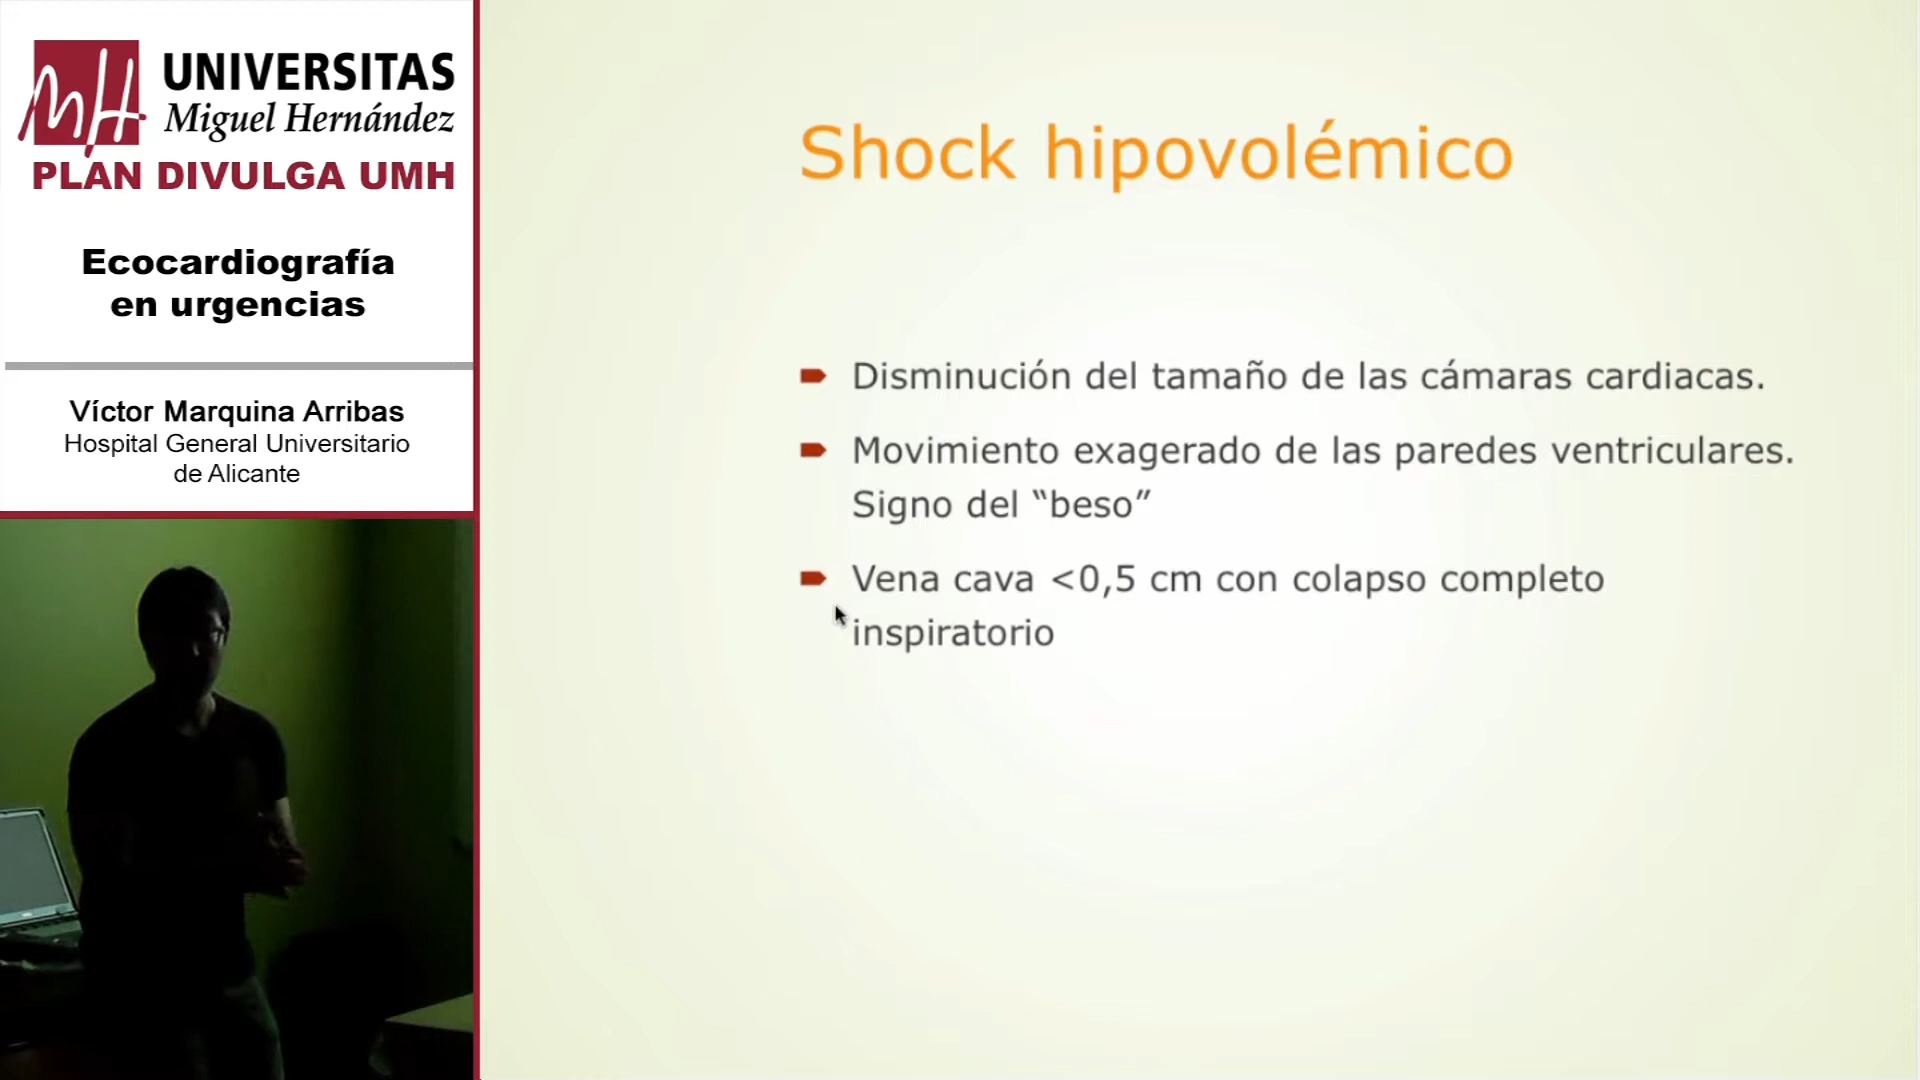 UNIVERSITAS
Miguel Hernández
PLAN DIVULGA UMH
Ecocardiografía
en urgencias
Víctor Marquina Arribas
Hospital General Universitario
de Alicante
Shock hipovolémico
Disminución del tamaño de las cámaras cardiacas.
Movimiento exagerado de las paredes ventriculares.
Signo del “beso”
Vena cava <0,5 cm con colapso completo
inspiratorio